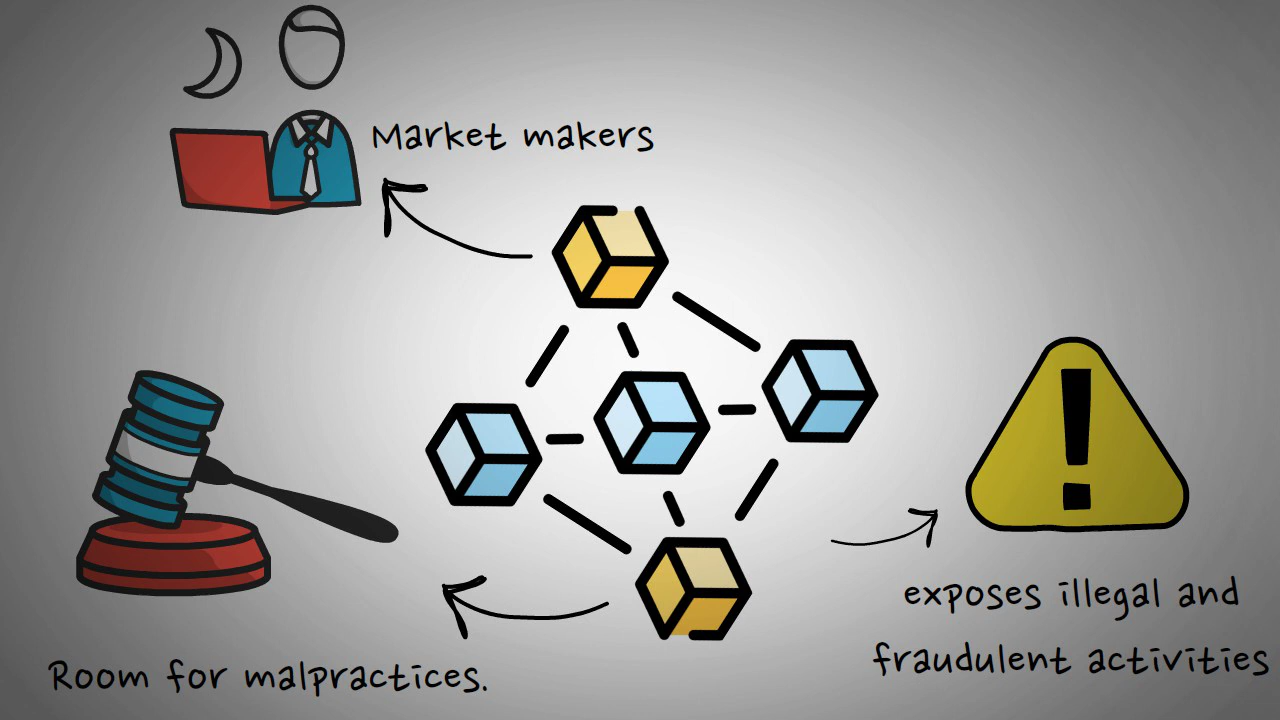 Market makers
exposes illegal and
fraudulent activities
Room for malpractices.